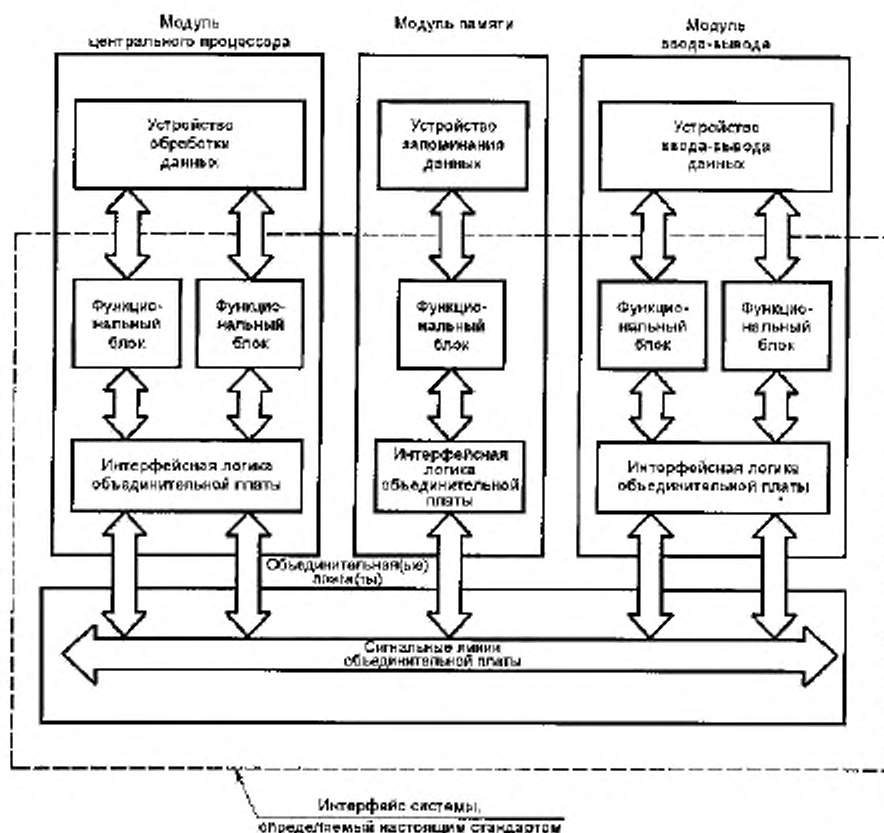 Модуль
центрального процессора
Модуль памяти
Модуль
ввода-вывода
Устройство
обработки
данных
Устройство
запоминания
данных
Устройство
ввода-вывода
данных
Функцио-
нальный
блок
Функцио-
нальный
блок
Функцио-
нальный
блок
Функцио-
нальный
блок
Функцио-
нальный
блок
Интерфейсная логика
объединительной платы
Интерфейсная
логика
объединительной
платы
Интерфейсная логика
объединительной платы
Объединительная(ые)
плата(ты)
Сигнальные линии
объединительной платы
Интерфейс системы,
определяемый настоящим стандартом